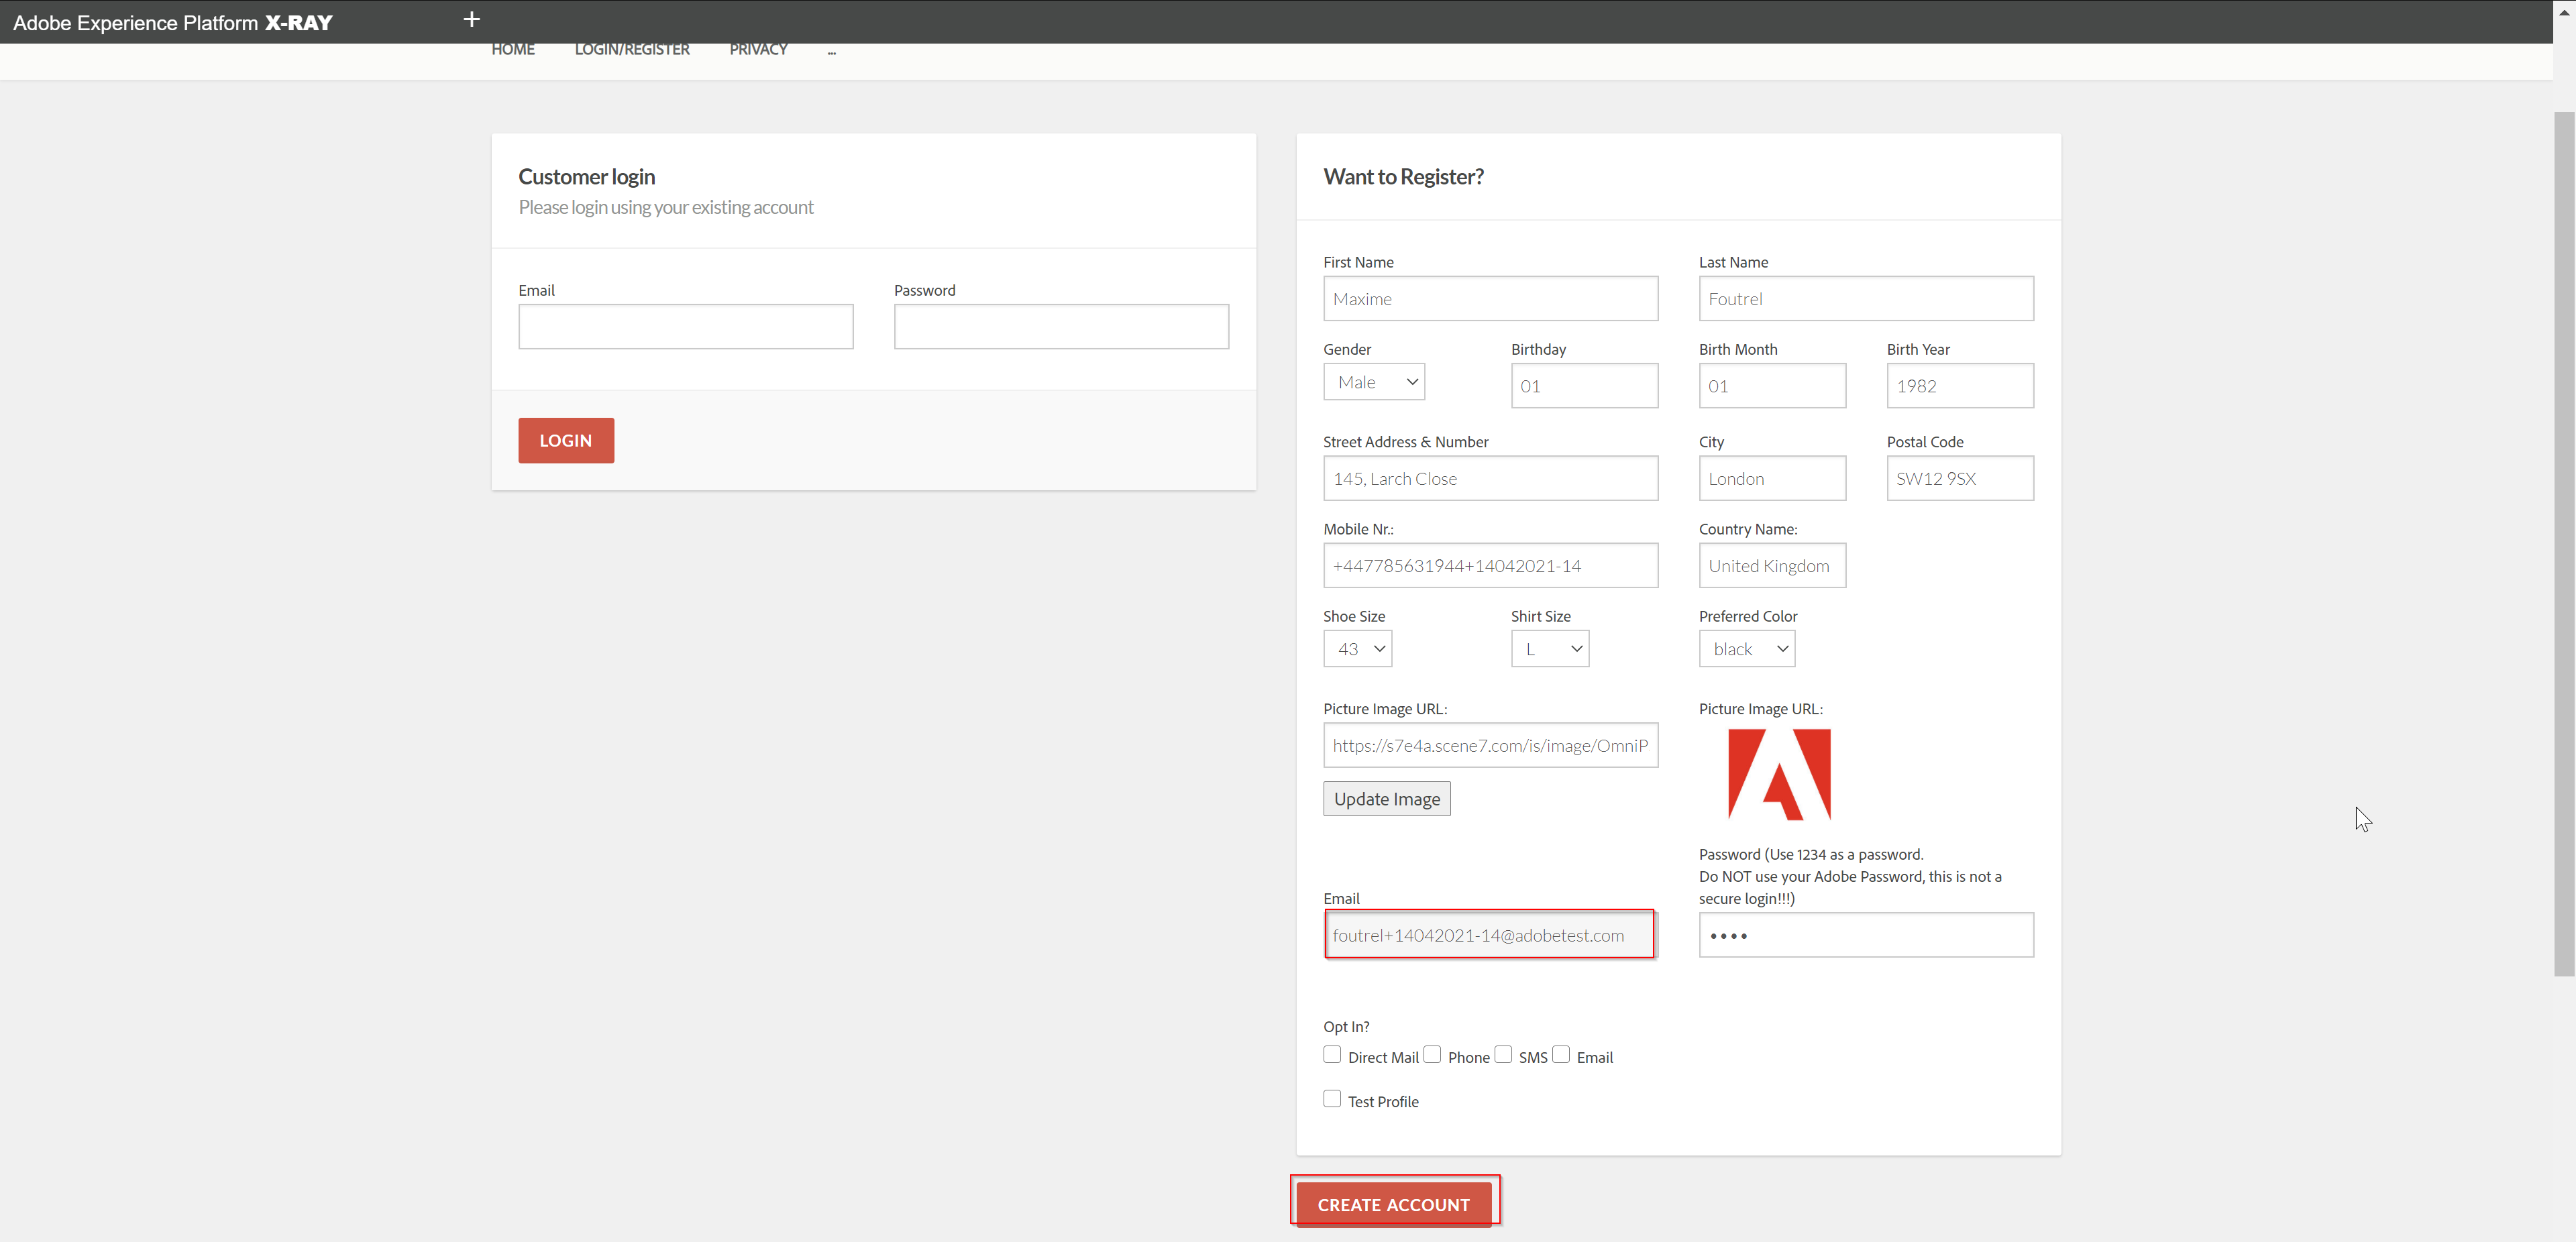 Adobe Experience Platform X-RAY
+
HOME LOGIN/REGISTER PRIVACY ...
Customer login
Please login using your existing account
Email Password
LOGIN
Want to Register?
First Name Last Name
Maxime Foutrel
Gender Birthday Birth Month Birth Year
Male 01 01 1982
Street Address & Number City Postal Code
145, Larch Close London SW12 9SX
Mobile Nr.: Country Name:
+447785631944+14042021-14 United Kingdom
Shoe Size Shirt Size Preferred Color
43 L black
Picture Image URL: Picture Image URL:
https://s7e4a.scene7.com/is/image/OmniP
Update Image
Password (Use 1234 as a password.
Do NOT use your Adobe Password, this is not a
secure login!!!)
Email
foutrel+14042021-14@adobetest.com ••••
Opt In?
Direct Mail Phone SMS Email
Test Profile
CREATE ACCOUNT